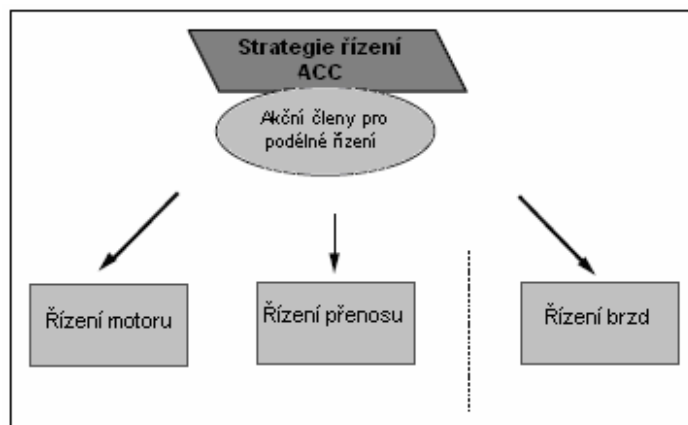 Strategie řízení
ACC
Akční členy pro
podélné řízení
Řízení motoru
Řízení přenosu
Řízení brzd